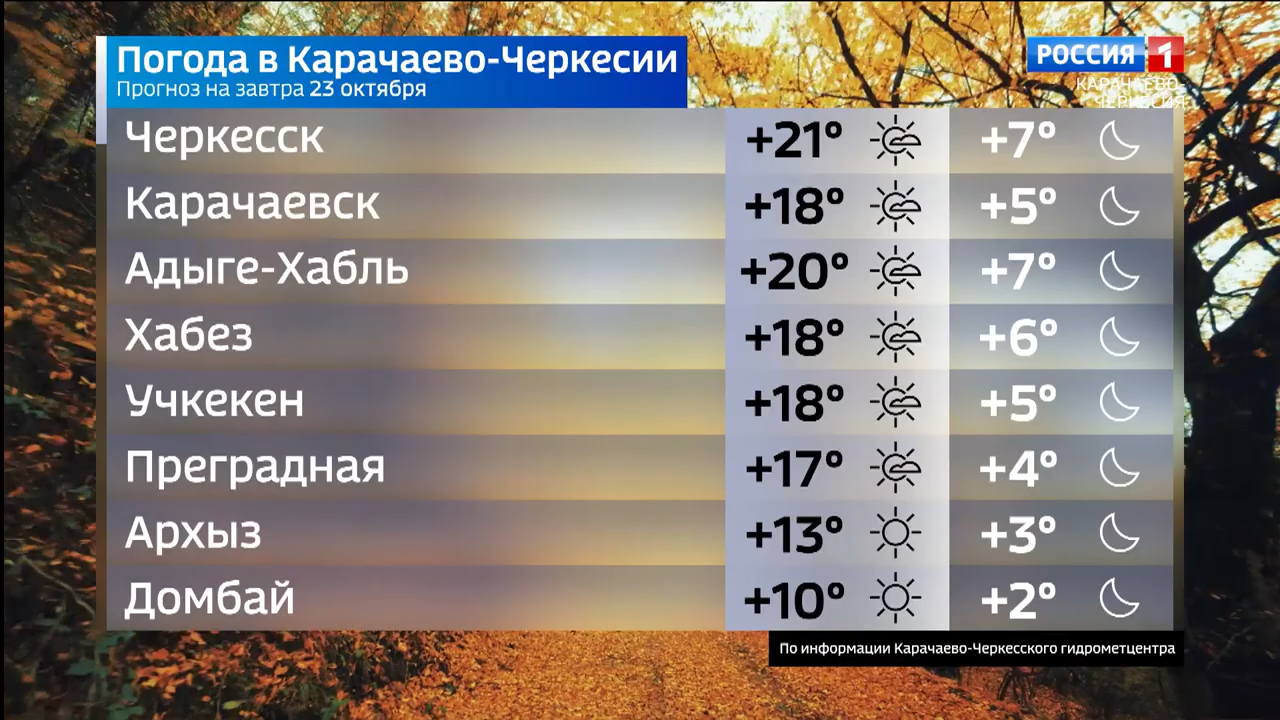 Погода в Карачаево-Черкесии
Прогноз на завтра 23 октября
РОССИЯ 1
КАРАЧАЕВО-
ЧЕРКЕСИЯ
Черкесск +21° +7°
Карачаевск +18° +5°
Адыге-Хабль +20° +7°
Хабез +18° +6°
Учкекен +18° +5°
Преградная +17° +4°
Архыз +13° +3°
Домбай +10° +2°
По информации Карачаево-Черкесского гидрометцентра